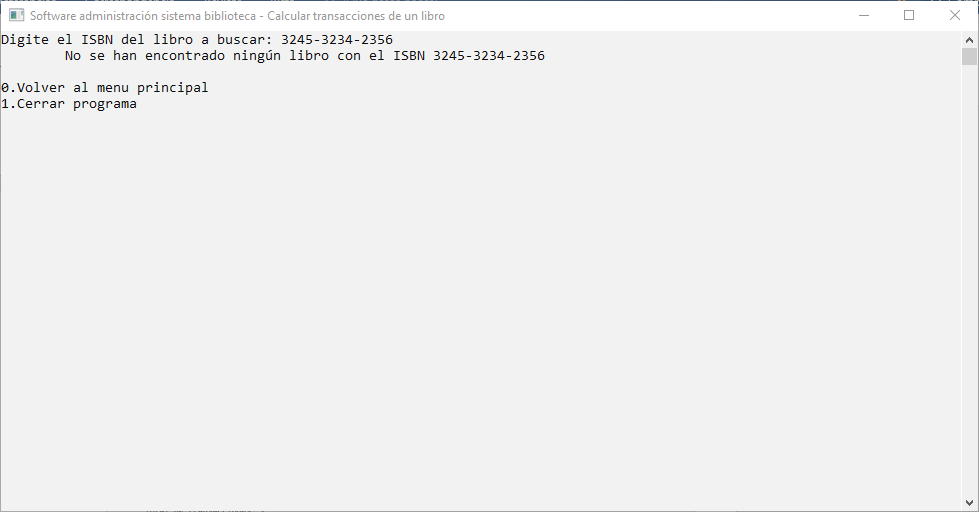 Software administración sistema biblioteca - Calcular transacciones de un libro
Digite el ISBN del libro a buscar: 3245-3234-2356
No se han encontrado ningún libro con el ISBN 3245-3234-2356
0.Volver al menu principal
1.Cerrar programa